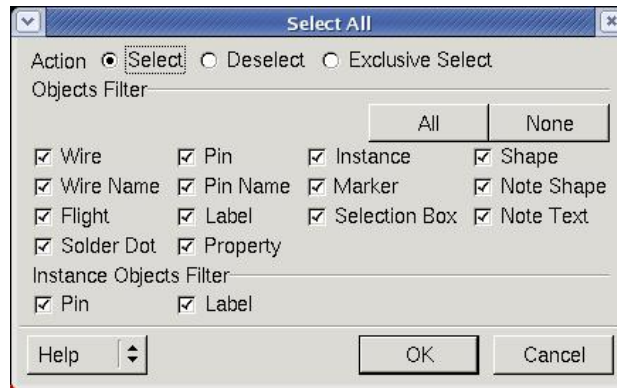 Select All
Action Select Deselect Exclusive Select
Objects Filter
All None
Wire Pin Instance Shape
Wire Name Pin Name Marker Note Shape
Flight Label Selection Box Note Text
Solder Dot Property
Instance Objects Filter
Pin Label
Help OK Cancel